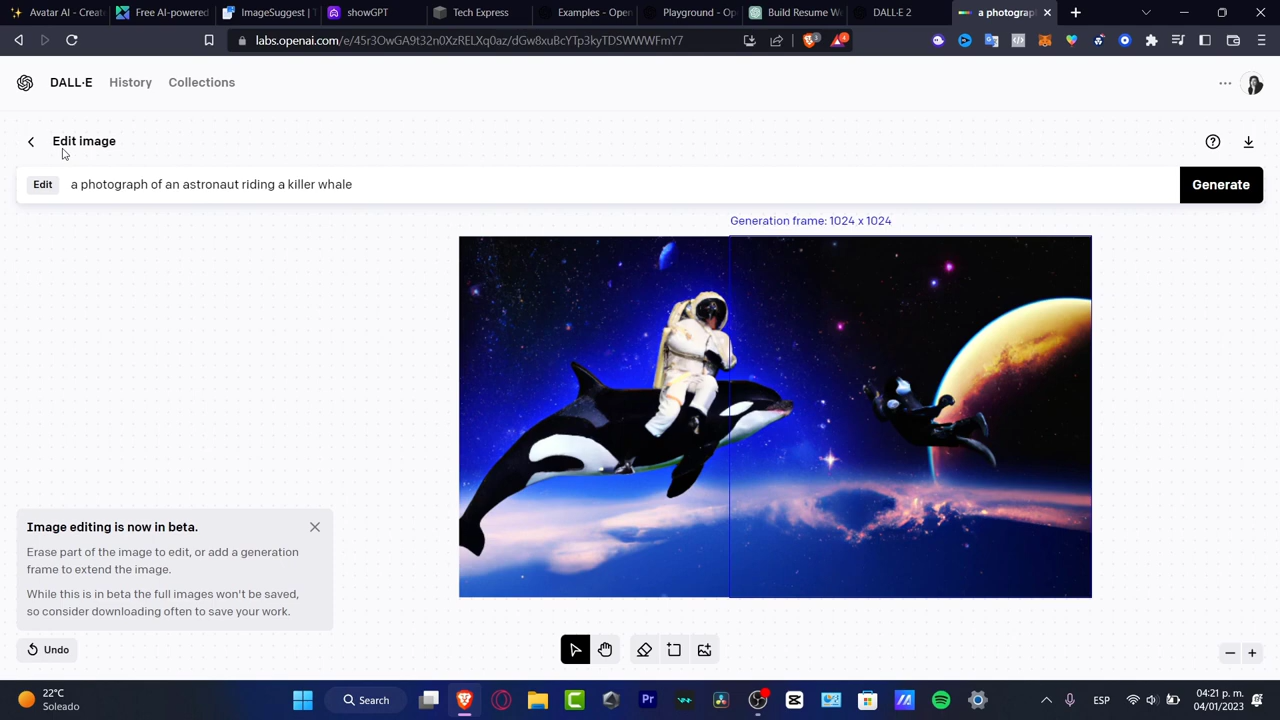 Avatar AI - Creat
Free AI-powered
ImageSuggest | T
showGPT
Tech Express
Examples - Open
Playground - Op
Build Resume W
DALL·E 2
a photograp
labs.openai.com/e/45r3OwGA9t32n0XzRELXq0az/dGw8xuBcYTp3kyTDSWWWFmY7
3
4
DALL·E
History
Collections
Edit image
Edit
a photograph of an astronaut riding a killer whale
Generate
Generation frame: 1024 x 1024
Image editing is now in beta.
Erase part of the image to edit, or add a generation
frame to extend the image.
While this is in beta the full images won't be saved,
so consider downloading often to save your work.
Undo
22°C
Soleado
Search
Pr
ESP
04:21 p. m.
04/01/2023